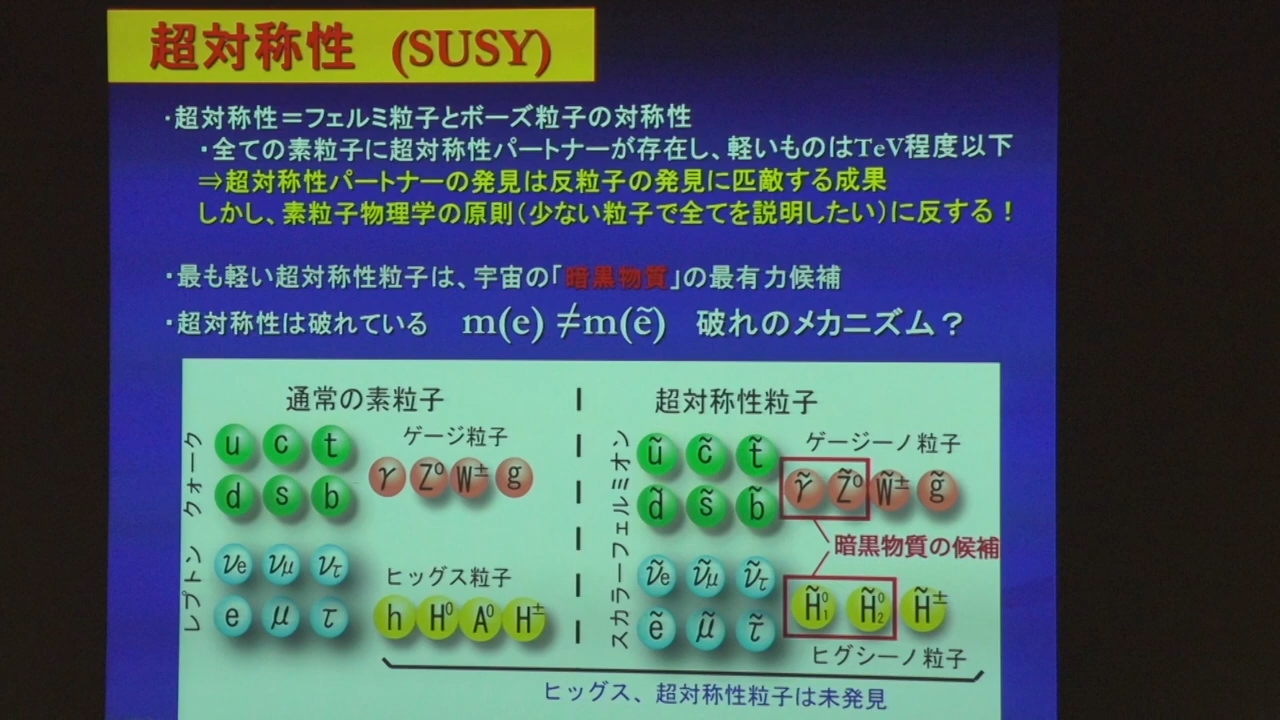 超対称性 (SUSY)
・超対称性＝フェルミ粒子とボーズ粒子の対称性
・全ての素粒子に超対称性パートナーが存在し、軽いものはTeV程度以下
⇒超対称性パートナーの発見は反粒子の発見に匹敵する成果
しかし、素粒子物理学の原則（少ない粒子で全てを説明したい）に反する！
・最も軽い超対称性粒子は、宇宙の「暗黒物質」の最有力候補
・超対称性は破れている m(e) ≠m(ẽ) 破れのメカニズム？
通常の素粒子
クォーク
u c t
d s b
ゲージ粒子
γ Z⁰ W± g
レプトン
νe νμ ντ
e μ τ
ヒッグス粒子
h H⁰ A⁰ H±
超対称性粒子
スカラーフェルミオン
ũ c̃ t̃
d̃ s̃ b̃
ゲージーノ粒子
γ̃ Z̃⁰ W̃± g̃
暗黒物質の候補
ν̃e ν̃μ ν̃τ
ẽ μ̃ τ̃
H̃⁰₁ H̃⁰₂ H̃±
ヒグシーノ粒子
ヒッグス、超対称性粒子は未発見